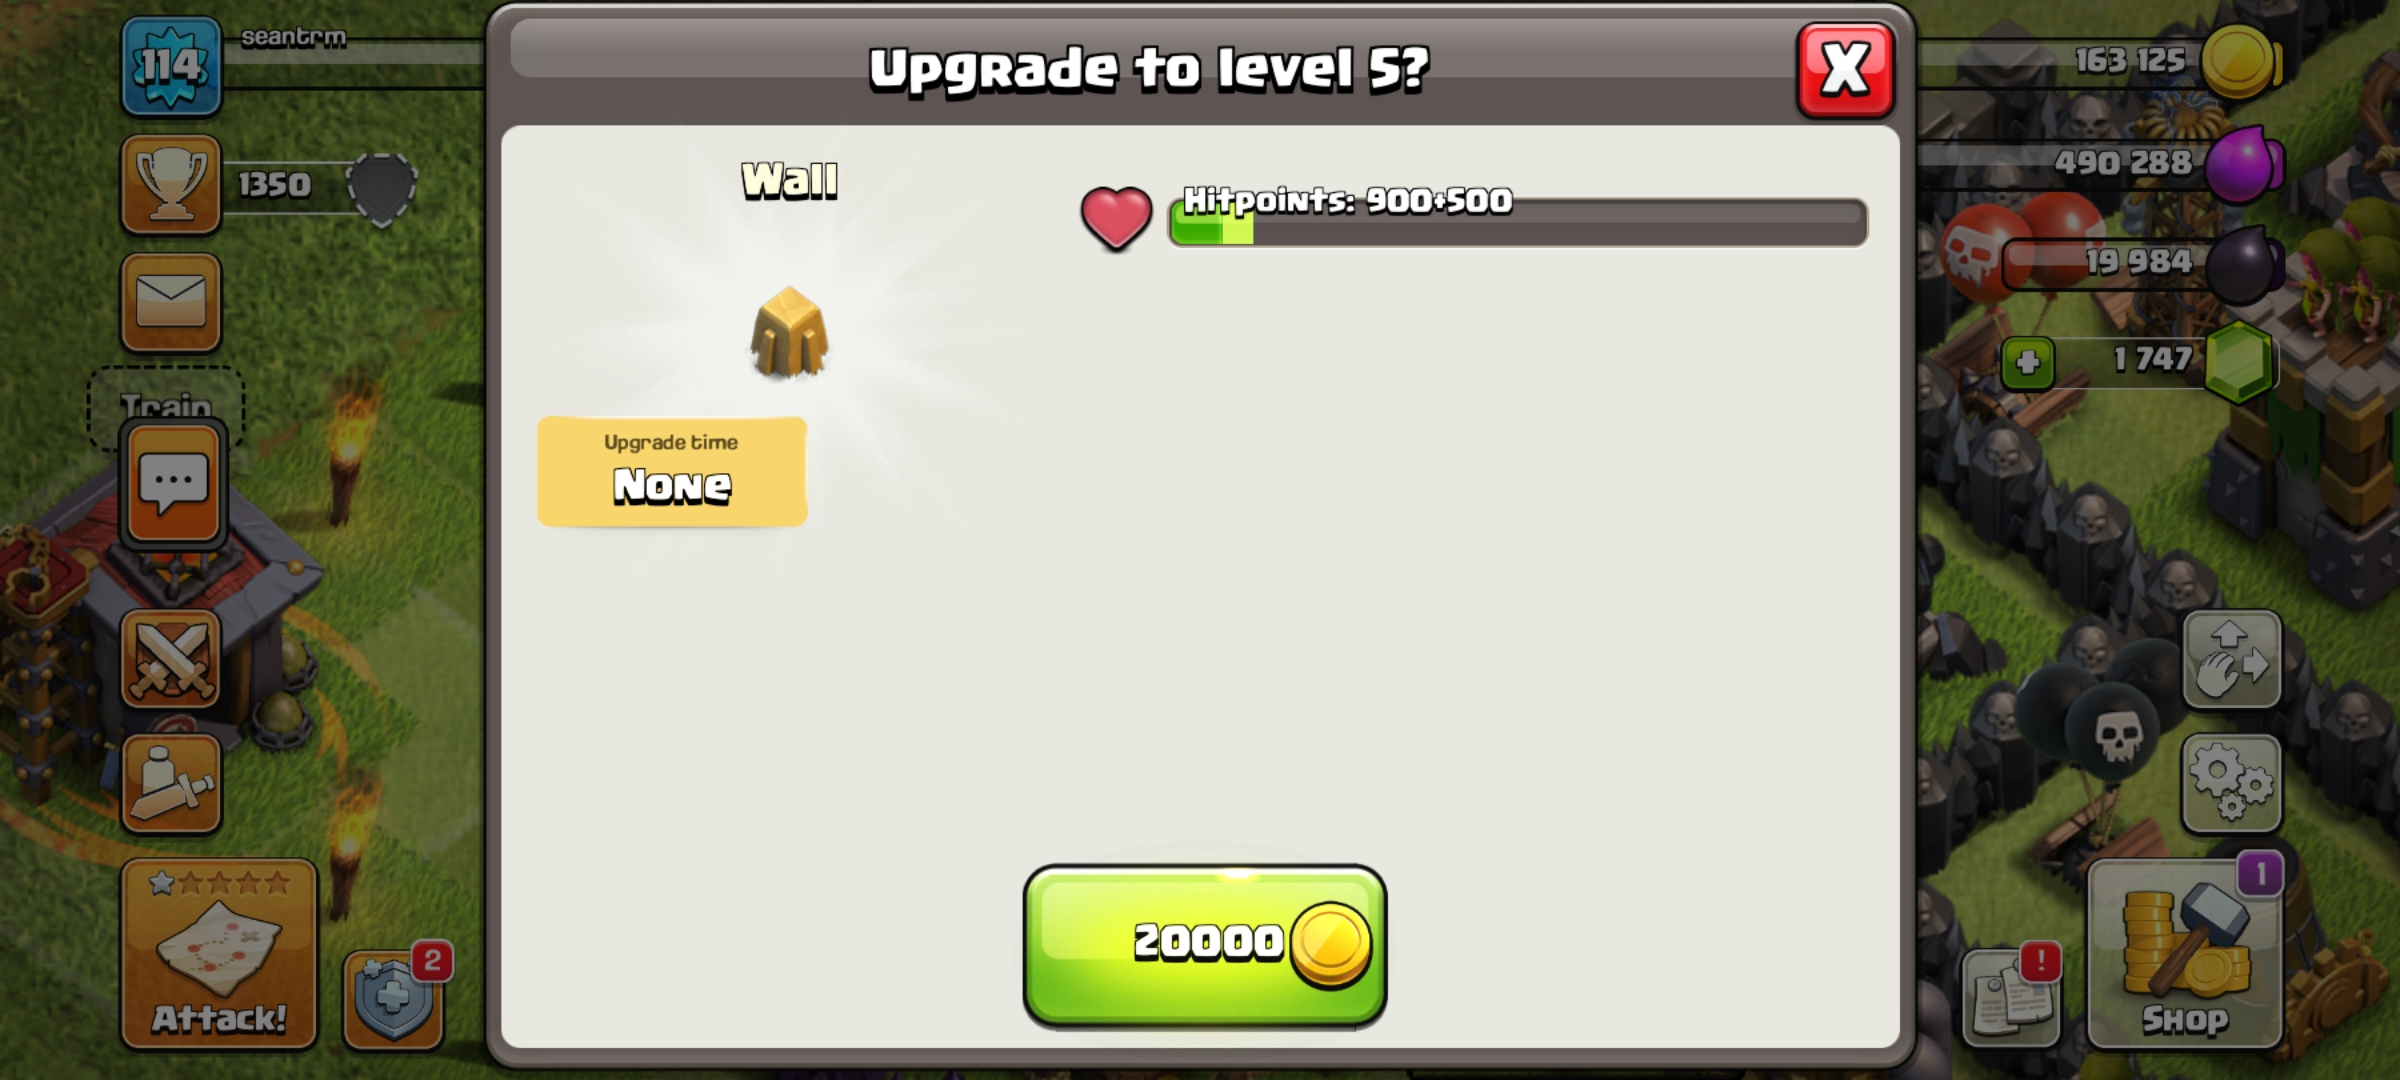 114
seantrm
Upgrade to level 5?
X
163 125
1350
Wall
Hitpoints: 900+500
490 288
19 984
1 747
Train
Upgrade time
None
20000
1
2
!
Attack!
Shop